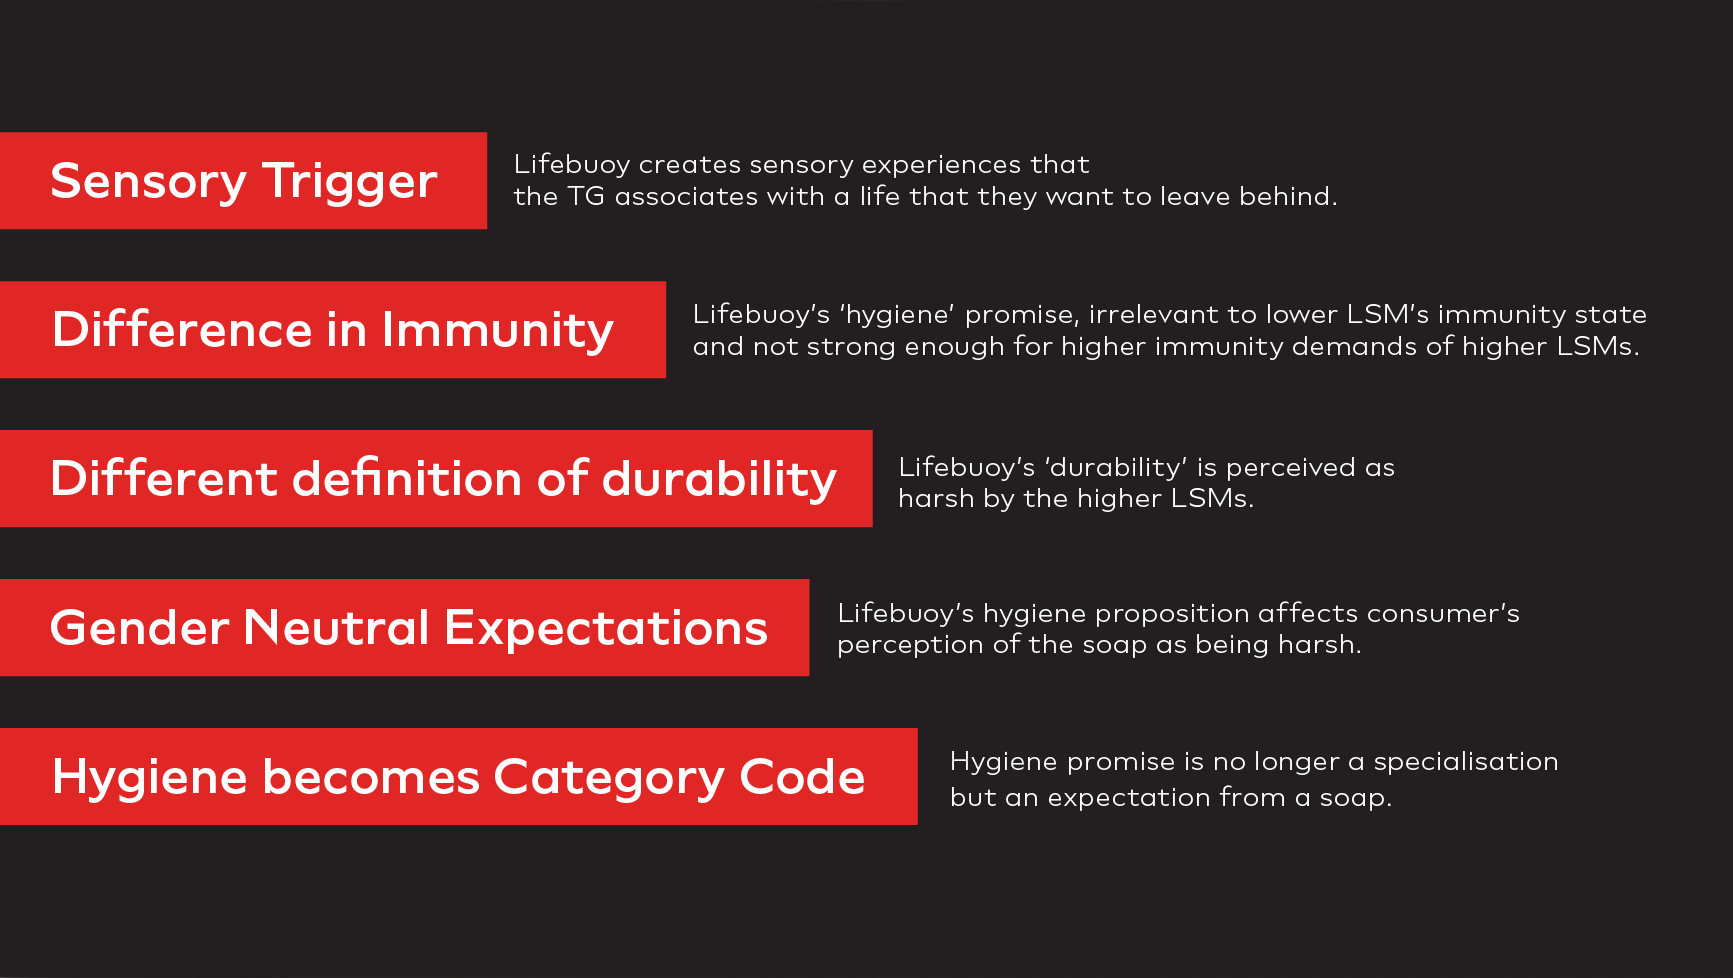 Sensory Trigger
Lifebuoy creates sensory experiences that
the TG associates with a life that they want to leave behind.
Difference in Immunity
Lifebuoy’s ‘hygiene’ promise, irrelevant to lower LSM’s immunity state
and not strong enough for higher immunity demands of higher LSMs.
Different definition of durability
Lifebuoy’s ‘durability’ is perceived as
harsh by the higher LSMs.
Gender Neutral Expectations
Lifebuoy’s hygiene proposition affects consumer’s
perception of the soap as being harsh.
Hygiene becomes Category Code
Hygiene promise is no longer a specialisation
but an expectation from a soap.